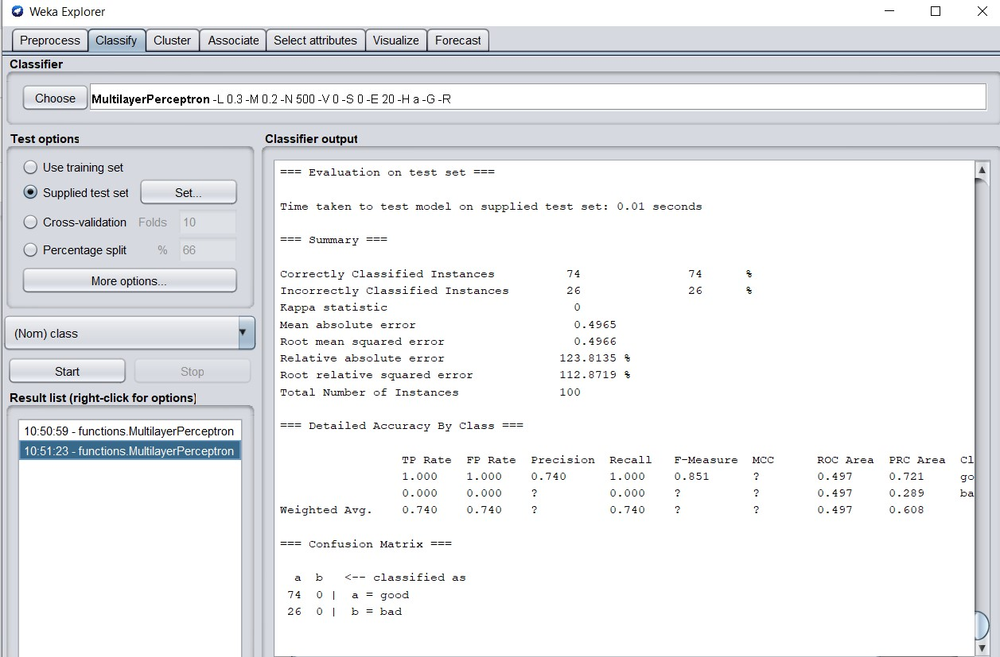 Weka Explorer
Preprocess Classify Cluster Associate Select attributes Visualize Forecast
Classifier
Choose MultilayerPerceptron -L 0.3 -M 0.2 -N 500 -V 0 -S 0 -E 20 -H a -G -R
Test options
Use training set
Supplied test set Set...
Cross-validation Folds 10
Percentage split % 66
More options...
(Nom) class
Start Stop
Result list (right-click for options)
10:50:59 - functions.MultilayerPerceptron
10:51:23 - functions.MultilayerPerceptron
Classifier output
=== Evaluation on test set ===
Time taken to test model on supplied test set: 0.01 seconds
=== Summary ===
Correctly Classified Instances 74 74 %
Incorrectly Classified Instances 26 26 %
Kappa statistic 0
Mean absolute error 0.4965
Root mean squared error 0.4966
Relative absolute error 123.8135 %
Root relative squared error 112.8719 %
Total Number of Instances 100
=== Detailed Accuracy By Class ===
TP Rate FP Rate Precision Recall F-Measure MCC ROC Area PRC Area Cl
1.000 1.000 0.740 1.000 0.851 ? 0.497 0.721 go
0.000 0.000 ? 0.000 ? ? 0.497 0.289 ba
Weighted Avg. 0.740 0.740 ? 0.740 ? ? 0.497 0.608
=== Confusion Matrix ===
a b <-- classified as
74 0 | a = good
26 0 | b = bad